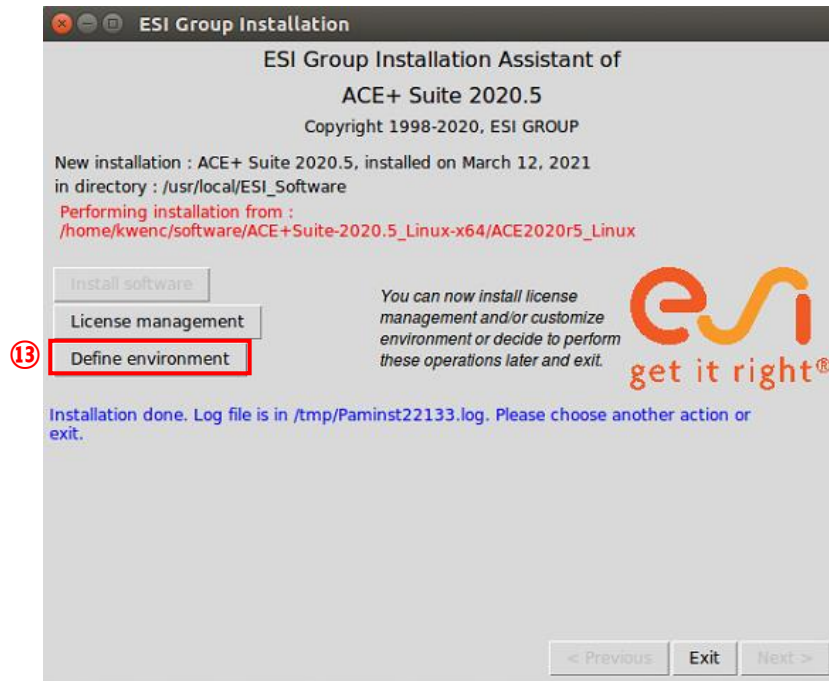 ESI Group Installation
ESI Group Installation Assistant of
ACE+ Suite 2020.5
Copyright 1998-2020, ESI GROUP
New installation : ACE+ Suite 2020.5, installed on March 12, 2021
in directory : /usr/local/ESI_Software
Performing installation from :
/home/kwenc/software/ACE+Suite-2020.5_Linux-x64/ACE2020r5_Linux
Install software
License management
⑬ Define environment
You can now install license
management and/or customize
environment or decide to perform
these operations later and exit.
esi
get it right®
Installation done. Log file is in /tmp/Paminst22133.log. Please choose another action or
exit.
< Previous Exit Next >